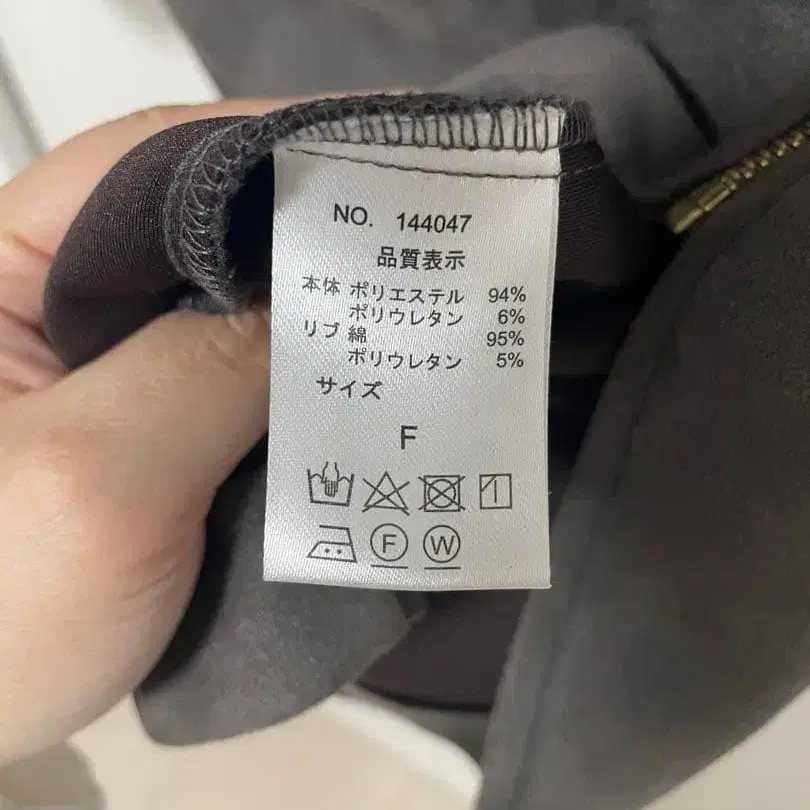 NO. 144047
品質表示
本体 ポリエステル 94%
ポリウレタン 6%
リブ 綿 95%
ポリウレタン 5%
サイズ
F
F W